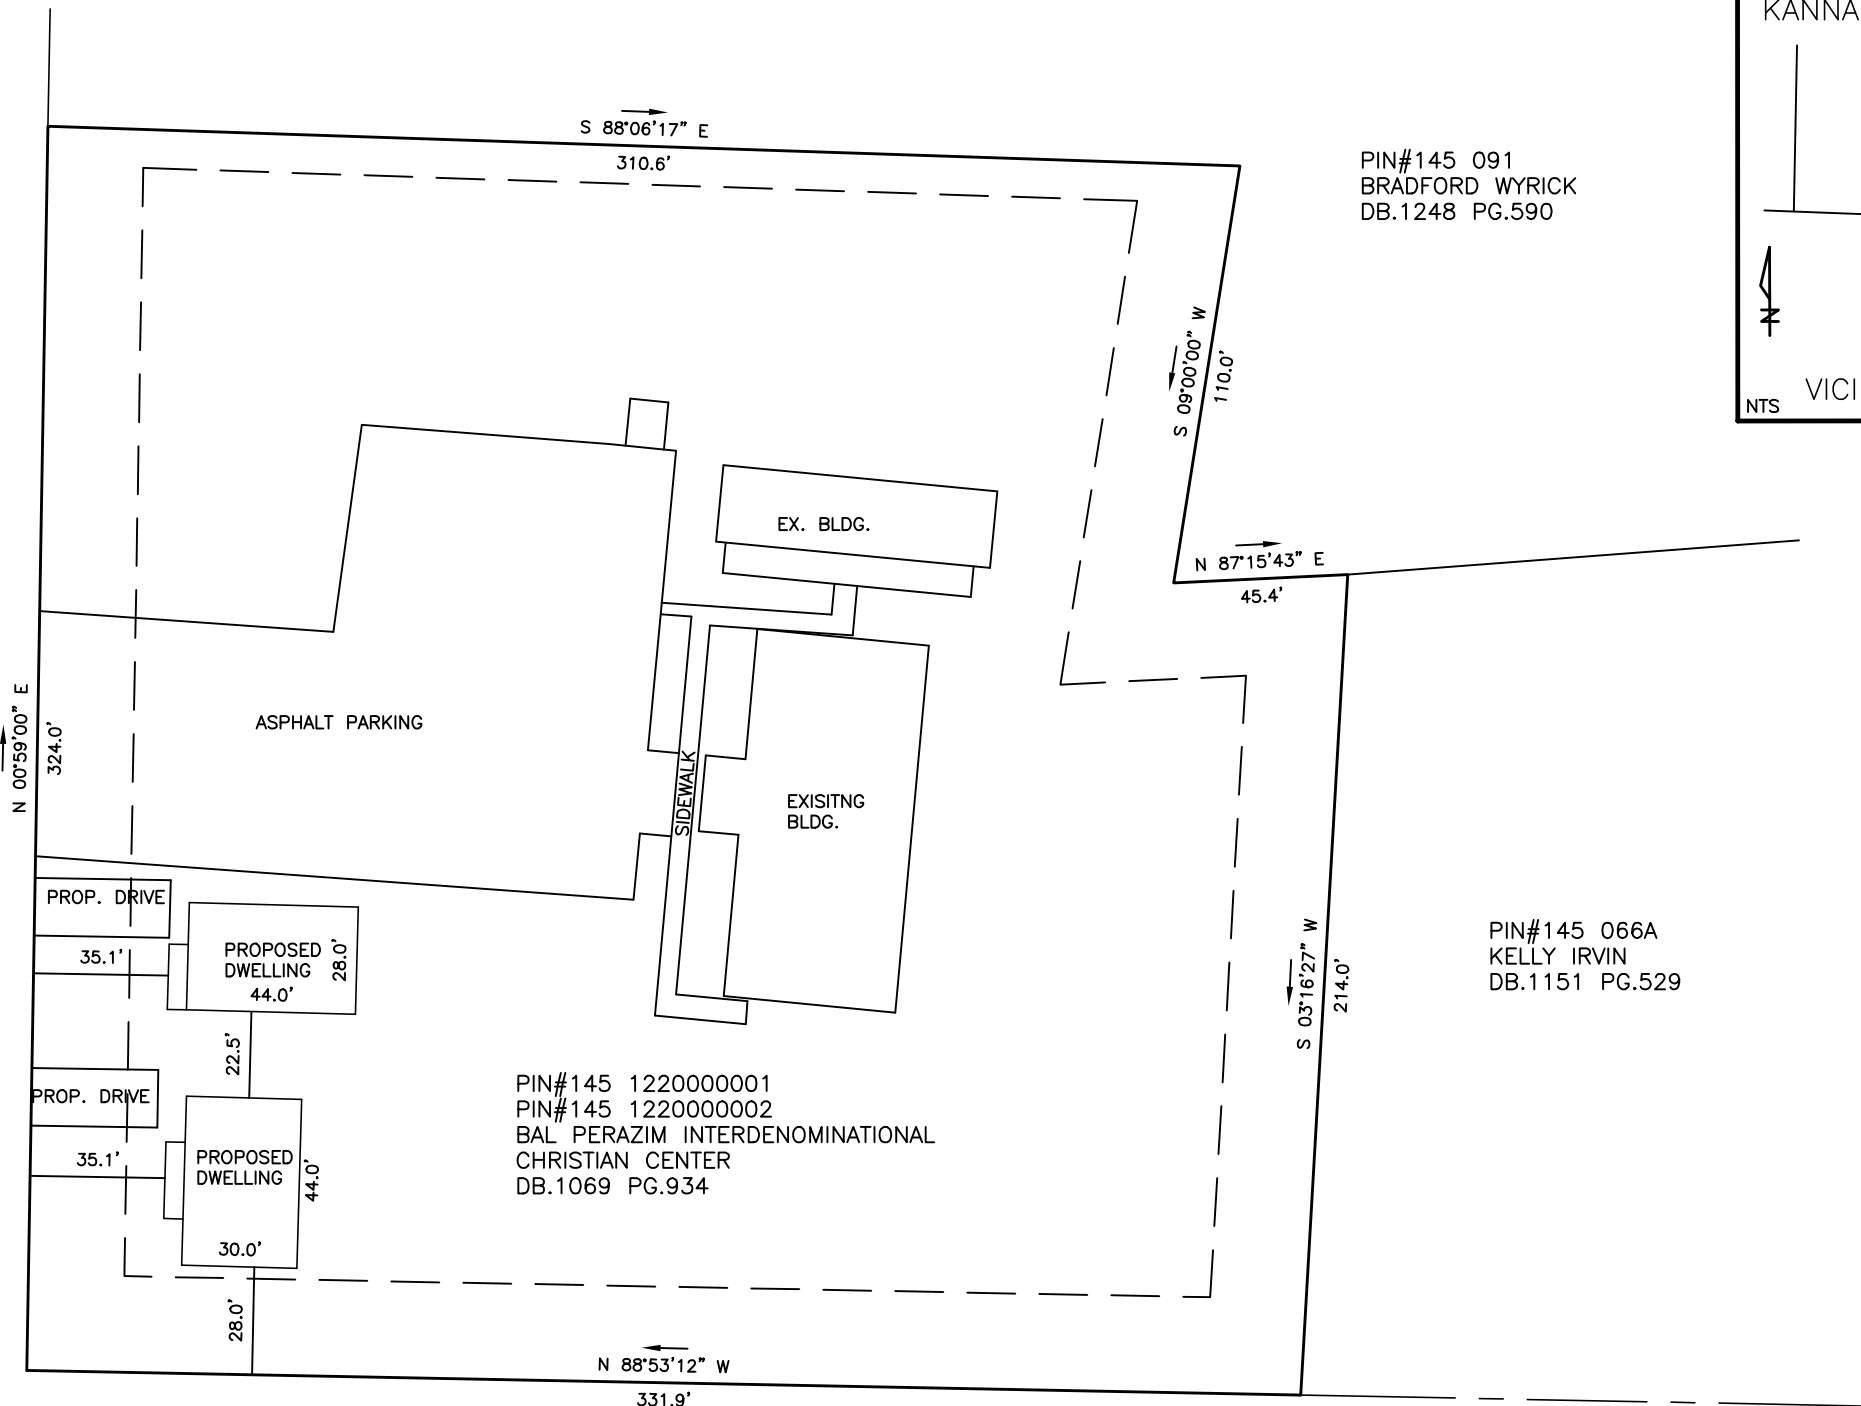 KANNA
S 88°06'17" E
310.6'
PIN#145 091
BRADFORD WYRICK
DB.1248 PG.590
S 09°00'00" W
110.0'
NTS
VICI
N
EX. BLDG.
N 87°15'43" E
45.4'
N 00°59'00" E
324.0'
ASPHALT PARKING
SIDEWALK
EXISITNG
BLDG.
PROP. DRIVE
35.1'
PROPOSED
DWELLING
28.0'
44.0'
22.5'
PROP. DRIVE
35.1'
PROPOSED
DWELLING
44.0'
30.0'
28.0'
PIN#145 1220000001
PIN#145 1220000002
BAL PERAZIM INTERDENOMINATIONAL
CHRISTIAN CENTER
DB.1069 PG.934
S 03°16'27" W
214.0'
PIN#145 066A
KELLY IRVIN
DB.1151 PG.529
N 88°53'12" W
331.9'